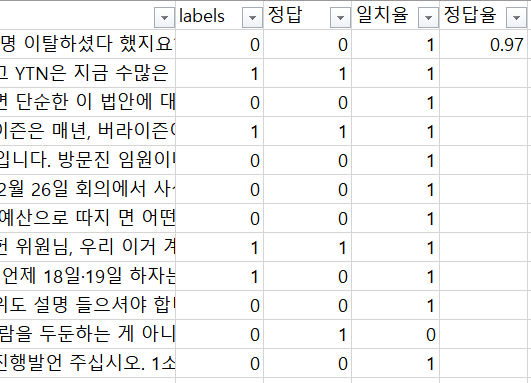 labels 정답 일치율 정답율
명 이탈하셨다 했지요? 0 0 1 0.97
고 YTN은 지금 수많은 1 1 1
면 단순한 이 법안에 대 0 0 1
이즌은 매년, 버라이즌이 1 1 1
입니다. 방문진 임원이나 0 0 1
2월 26일 회의에서 사실 0 0 1
예산으로 따지 면 어떤 0 0 1
헌 위원님, 우리 이거 계 1 1 1
언제 18일·19일 하자는 1 0 1
위도 설명 들으셔야 합니 0 0 1
람을 두둔하는 게 아니 0 1 0
진행발언 주십시오. 1소 0 0 1